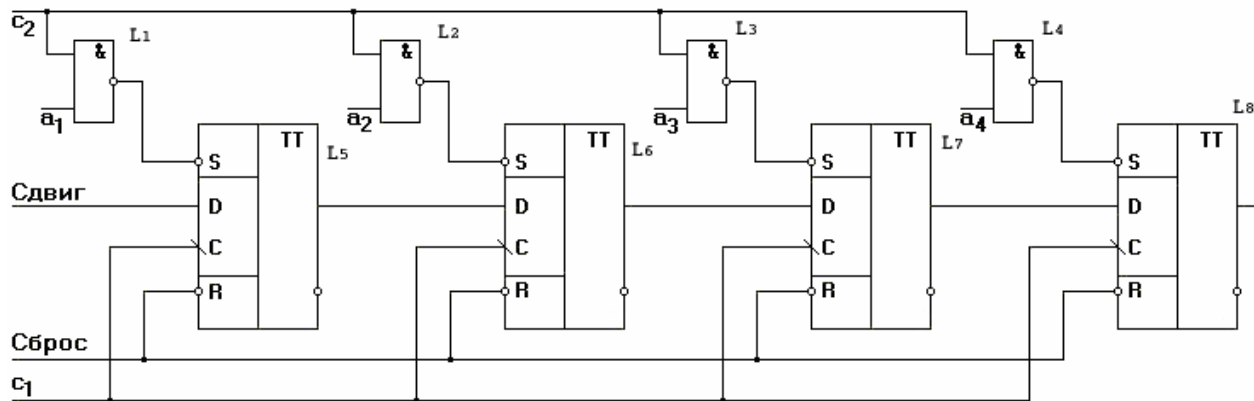 c2
& L1
& L2
& L3
& L4
a1
a2
a3
a4
S TT L5
S TT L6
S TT L7
S TT L8
Сдвиг
D
D
D
D
C
C
C
C
R
R
R
R
Сброс
c1